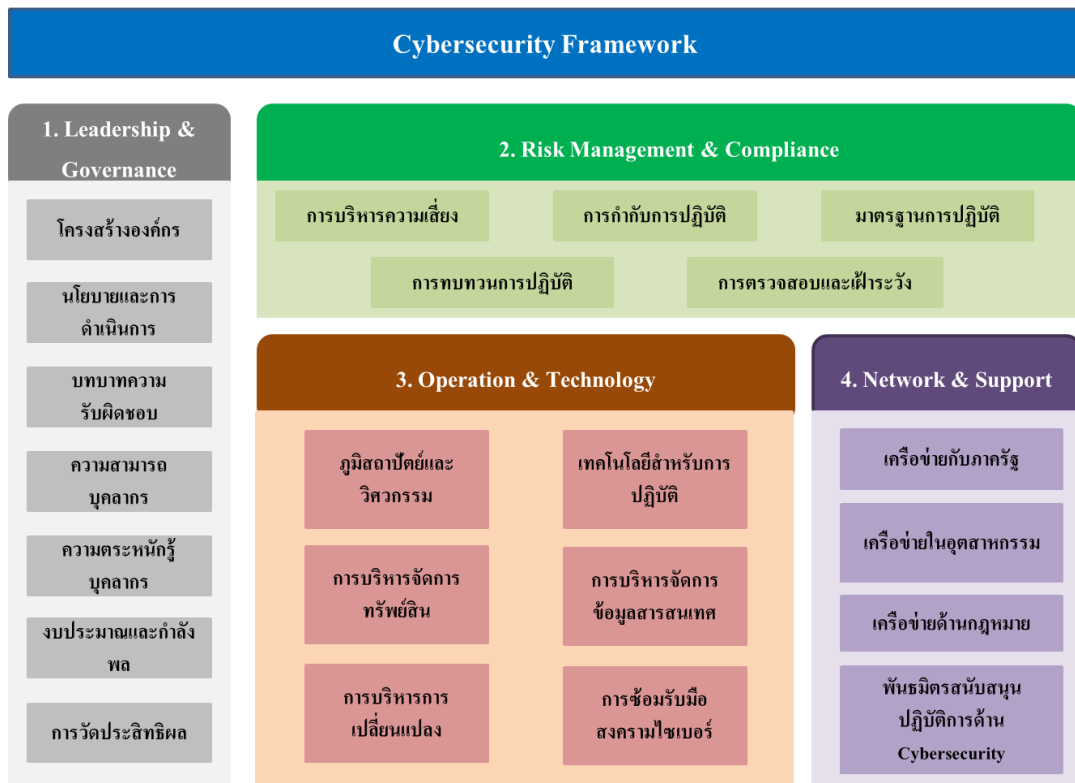 Cybersecurity Framework
1. Leadership &
Governance
โครงสร้างองค์กร
นโยบายและการ
ดำเนินการ
บทบาทความ
รับผิดชอบ
ความสามารถ
บุคลากร
ความตระหนักรู้
บุคลากร
งบประมาณและกำลัง
พล
การวัดประสิทธิผล
2. Risk Management & Compliance
การบริหารความเสี่ยง
การกำกับการปฏิบัติ
มาตรฐานการปฏิบัติ
การทบทวนการปฏิบัติ
การตรวจสอบและเฝ้าระวัง
3. Operation & Technology
ภูมิสถาปัตย์และ
วิศวกรรม
เทคโนโลยีสำหรับการ
ปฏิบัติ
การบริหารจัดการ
ทรัพย์สิน
การบริหารจัดการ
ข้อมูลสารสนเทศ
การบริหารการ
เปลี่ยนแปลง
การซ้อมรับมือ
สงครามไซเบอร์
4. Network & Support
เครือข่ายกับภาครัฐ
เครือข่ายในอุตสาหกรรม
เครือข่ายด้านกฎหมาย
พันธมิตรสนับสนุน
ปฏิบัติการด้าน
Cybersecurity